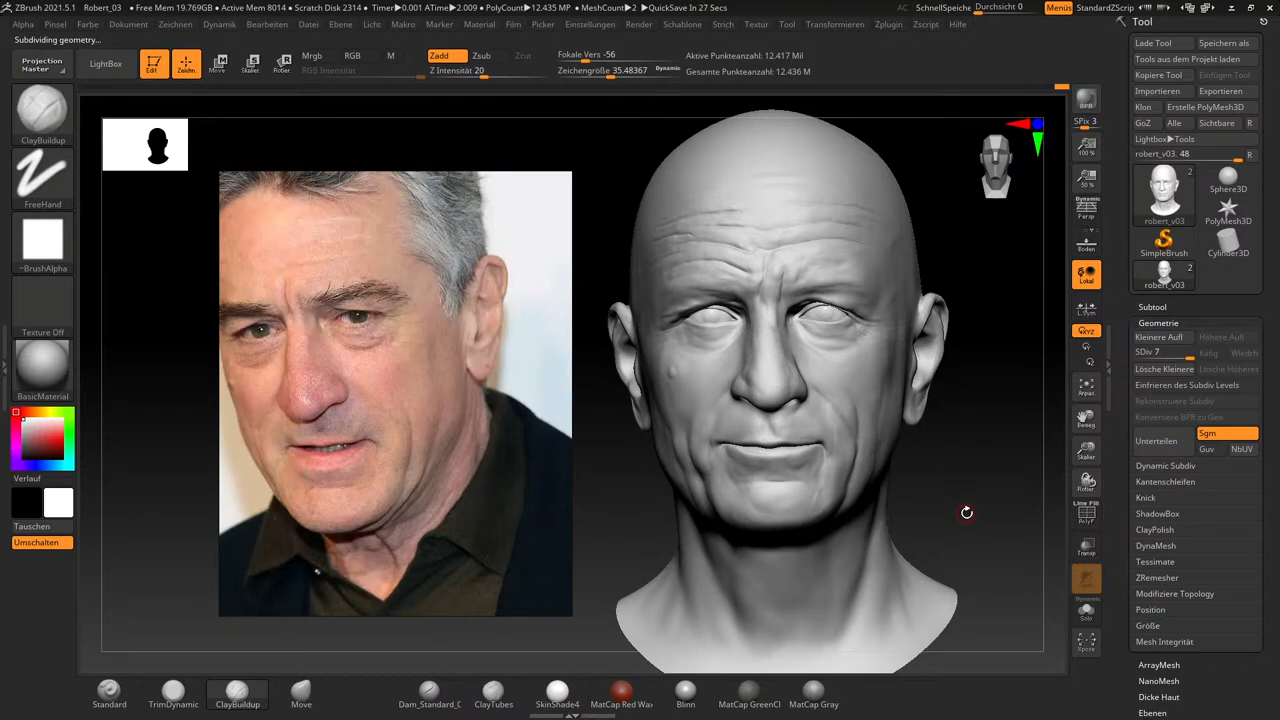 ZBrush 2021.5.1 Robert_03 • Free Mem 19.769GB • Active Mem 8014 • Scratch Disk 2314 • Timer▶0.001 ATime▶2.009 • PolyCount▶12.435 MP • MeshCount▶2 ▶QuickSave In 27 Secs AC SchnellSpeiche Durchsicht 0 Menüs StandardZScrip
Alpha Pinsel Farbe Dokument Zeichnen Dynamik Bearbeiten Datei Ebene Licht Makro Marker Material Film Picker Einstellungen Render Schablone Strich Textur Transformieren Zplugin Zscript Hilfe
Subdividing geometry...
Projection
Master
LightBox
Edit
Zeichn.
Move
Skalier.
Rotier.
Mrgb RGB M
RGB Intensität
Zadd Zsub Zcut
Z Intensität 20
Fokale Vers -56
Zeichengröße 35.48367 Dynamic
Aktive Punkteanzahl: 12.417 Mil
Gesamte Punkteanzahl: 12.436 M
ClayBuildup
FreeHand
~BrushAlpha
Texture Off
BasicMaterial
Verlauf
Tauschen
Umschalten
BPR
SPix 3
100 %
50 %
Dynamic
Persp
Boden
Lokal
L.Sym
XYZ
Anpas.
Beweg.
Skalier
Rotier.
Line Fill
PolyF
Transp
Dynamic
Solo
Xpose
Tool
Lade Tool Speichern als
Tools aus dem Projekt laden
Kopiere Tool Einfügen Tool
Importieren Exportieren
Klon Erstelle PolyMesh3D
GoZ Alle Sichtbare R
Lightbox▶Tools
robert_v03. 48 R
2
robert_v03
Sphere3D
PolyMesh3D
SimpleBrush
Cylinder3D
2
robert_v03
Subtool
Geometrie
Kleinere Aufl Höhere Aufl
SDiv 7 Käfig Wiedrh
Lösche Kleinere Lösche Höheres
Einfrieren des Subdiv Levels
Rekonstruiere Subdiv
Konvertiere BPR zu Geo
Unterteilen
Sgm
Guv NbUV
Dynamic Subdiv
Kantenschleifen
Knick
ShadowBox
ClayPolish
DynaMesh
Tessimate
ZRemesher
Modifiziere Topology
Position
Größe
Mesh Integrität
ArrayMesh
NanoMesh
Dicke Haut
Ebenen
Standard
TrimDynamic
ClayBuildup
Move
Dam_Standard_D
ClayTubes
SkinShade4
MatCap Red Wax
Blinn
MatCap GreenCl
MatCap Gray